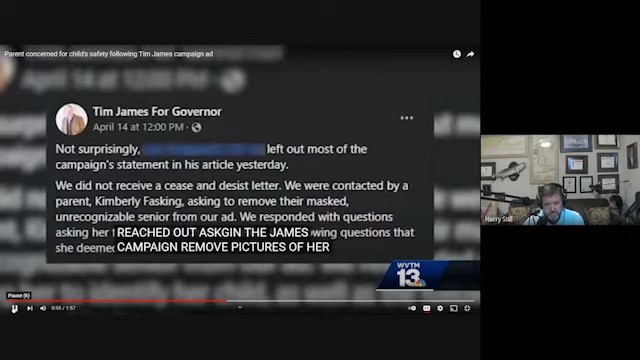 Parent concerned for child's safety following Tim James campaign ad
Tim James For Governor
April 14 at 12:00 PM
Not surprisingly, left out most of the
campaign's statement in his article yesterday.
We did not receive a cease and desist letter. We were contacted by a
parent, Kimberly Fasking, asking to remove their masked,
unrecognizable senior from our ad. We responded with questions
asking her REACHED OUT ASKGIN THE JAMES wing questions that
she deemed CAMPAIGN REMOVE PICTURES OF HER
WVTM
13
Pause (k)
0:55 / 1:57
Harry Still